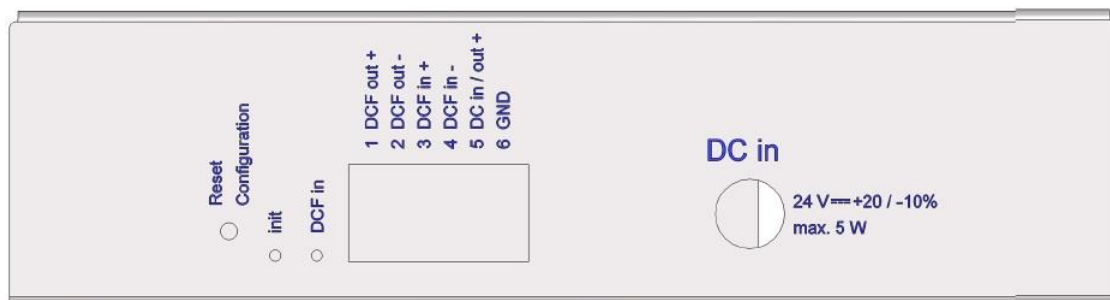 Reset
Configuration
init
DCF in
1 DCF out +
2 DCF out -
3 DCF in +
4 DCF in -
5 DC in / out +
6 GND
DC in
24 V⎓+20 / -10%
max. 5 W